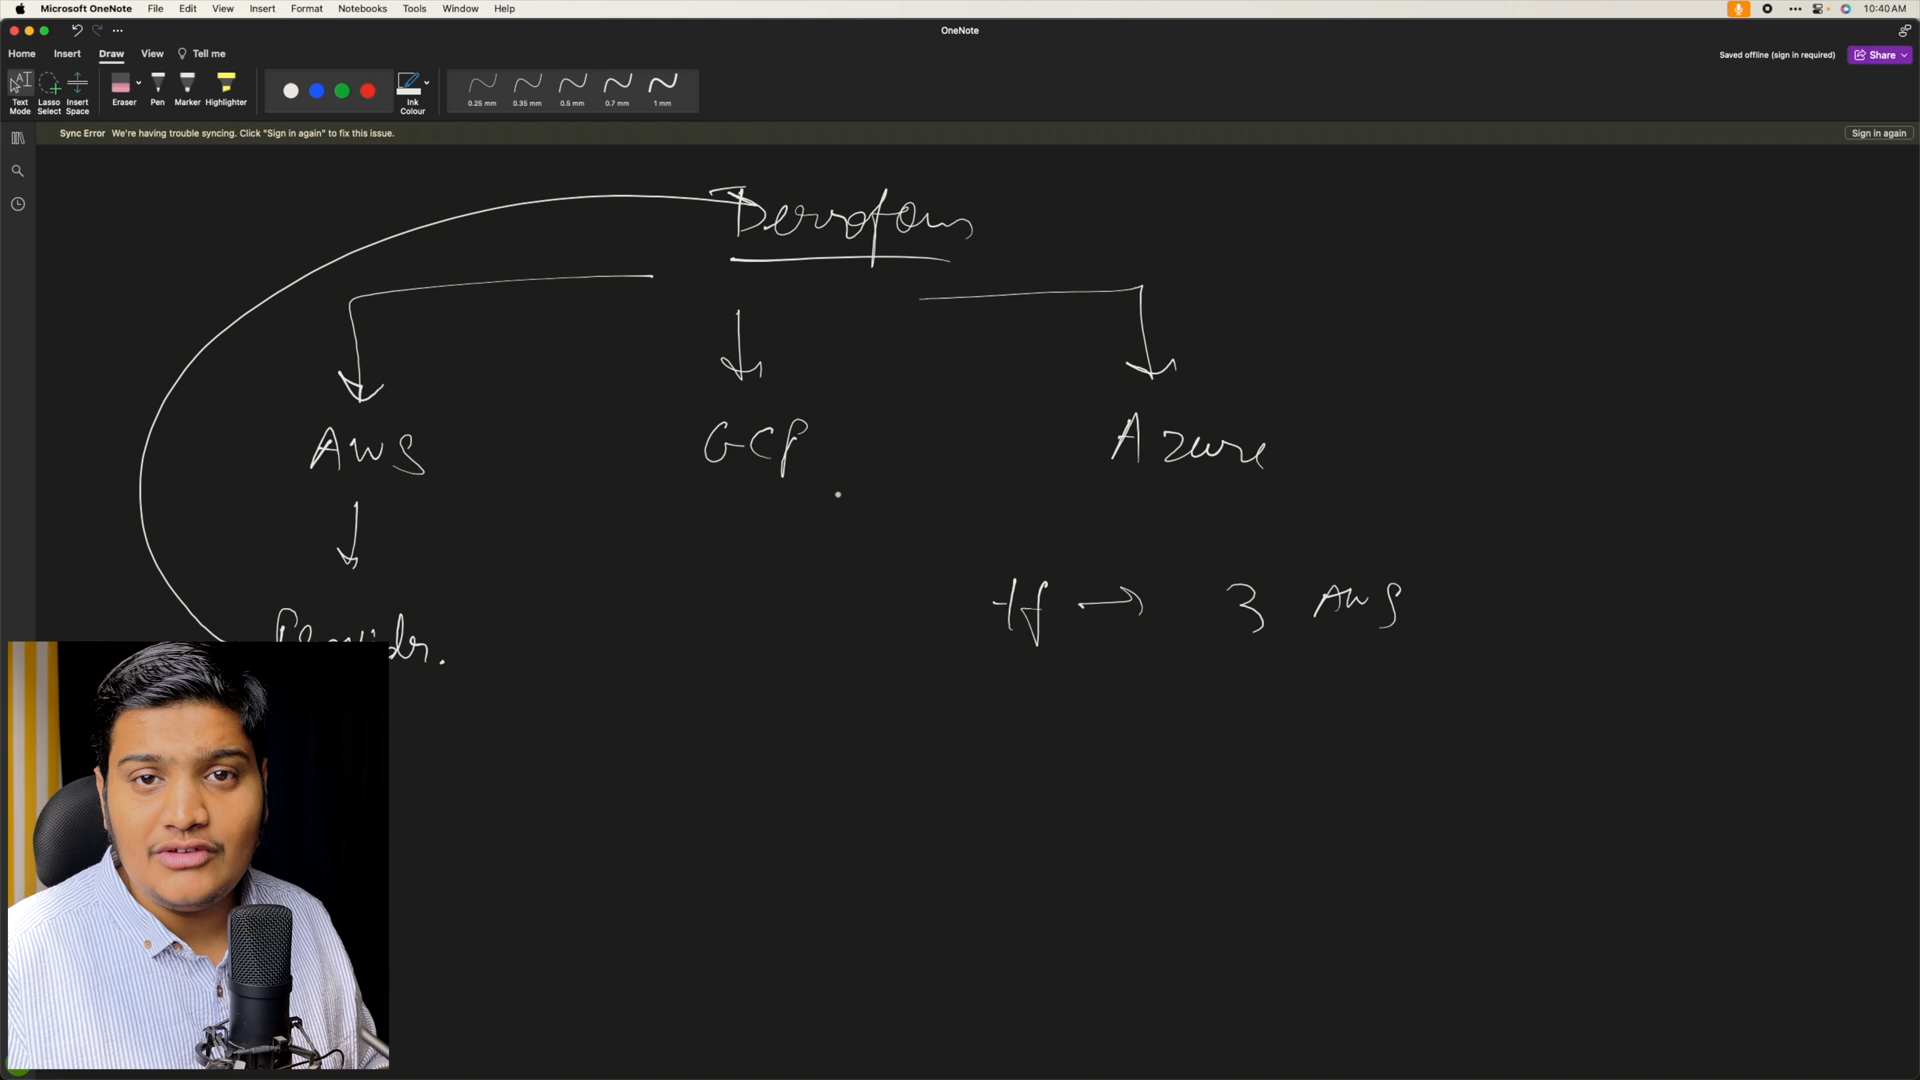 Microsoft OneNote File Edit View Insert Format Notebooks Tools Window Help 10:40 AM
OneNote
Home Insert Draw View Tell me Saved offline (sign in required) Share
Text Mode Lasso Select Insert Space Eraser Pen Marker Highlighter Ink Colour 0.25 mm 0.35 mm 0.5 mm 0.7 mm 1 mm
Sync Error We're having trouble syncing. Click "Sign in again" to fix this issue. Sign in again
AWS GCP Azure
tf → 3 AWS